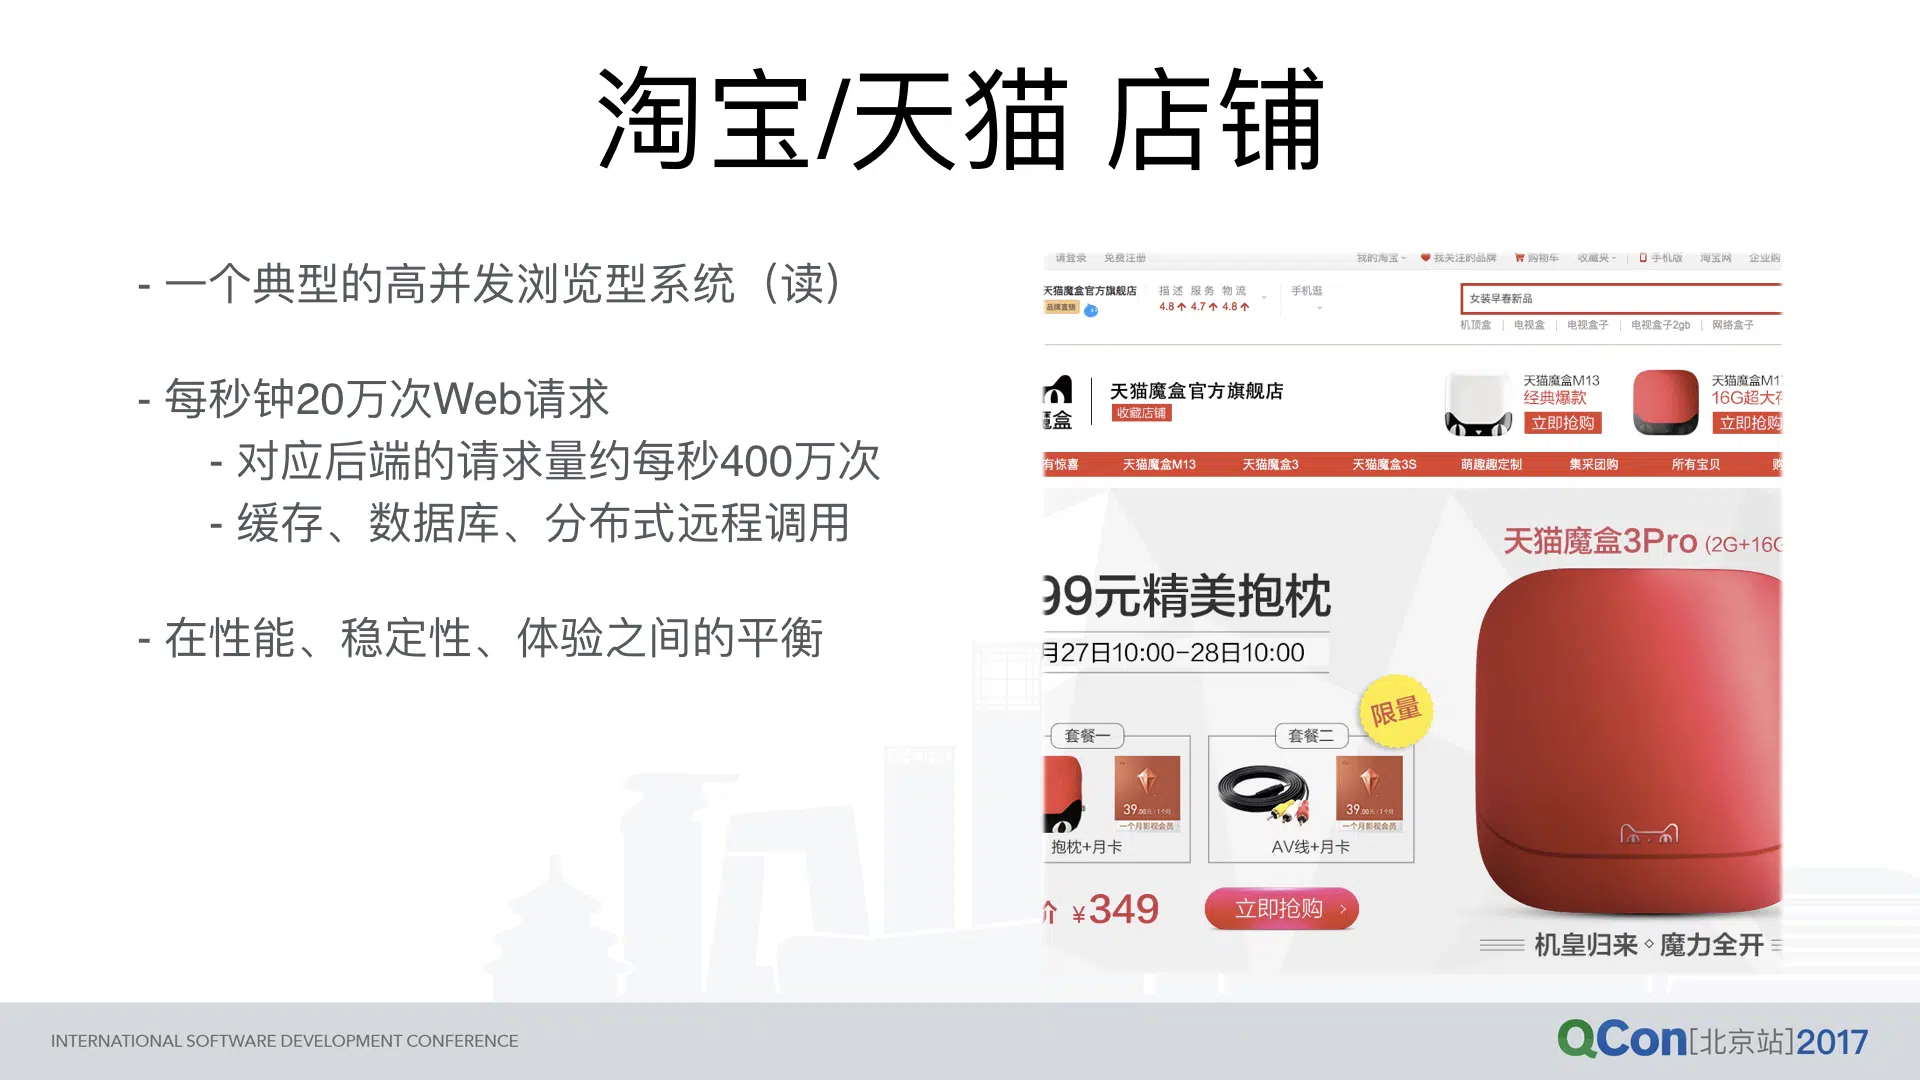 淘宝/天猫 店铺
- 一个典型的高并发浏览型系统（读）
- 每秒钟20万次Web请求
- 对应后端的请求量约每秒400万次
- 缓存、数据库、分布式远程调用
- 在性能、稳定性、体验之间的平衡
请登录 免费注册 我的淘宝 我关注的品牌 购物车 收藏夹 手机版 淘宝网 企业购
天猫魔盒官方旗舰店 描述 服务 物流 手机逛
品牌直销 4.8 4.7 4.8
女装早春新品
机顶盒 | 电视盒 | 电视盒子 | 电视盒子2gb | 网络盒子
魔盒
天猫魔盒官方旗舰店
收藏店铺
天猫魔盒M13
经典爆款
立即抢购
天猫魔盒M17
16G超大存
立即抢购
有惊喜 天猫魔盒M13 天猫魔盒3 天猫魔盒3S 萌趣趣定制 集采团购 所有宝贝 购
天猫魔盒3Pro (2G+16G
99元精美抱枕
月27日10:00-28日10:00
限量
套餐一
39.00元/1个月
一个月影视会员
抱枕+月卡
套餐二
39.00元/1个月
一个月影视会员
AV线+月卡
价 ¥349
立即抢购 >
机皇归来 ◇ 魔力全开
INTERNATIONAL SOFTWARE DEVELOPMENT CONFERENCE
QCon[北京站]2017